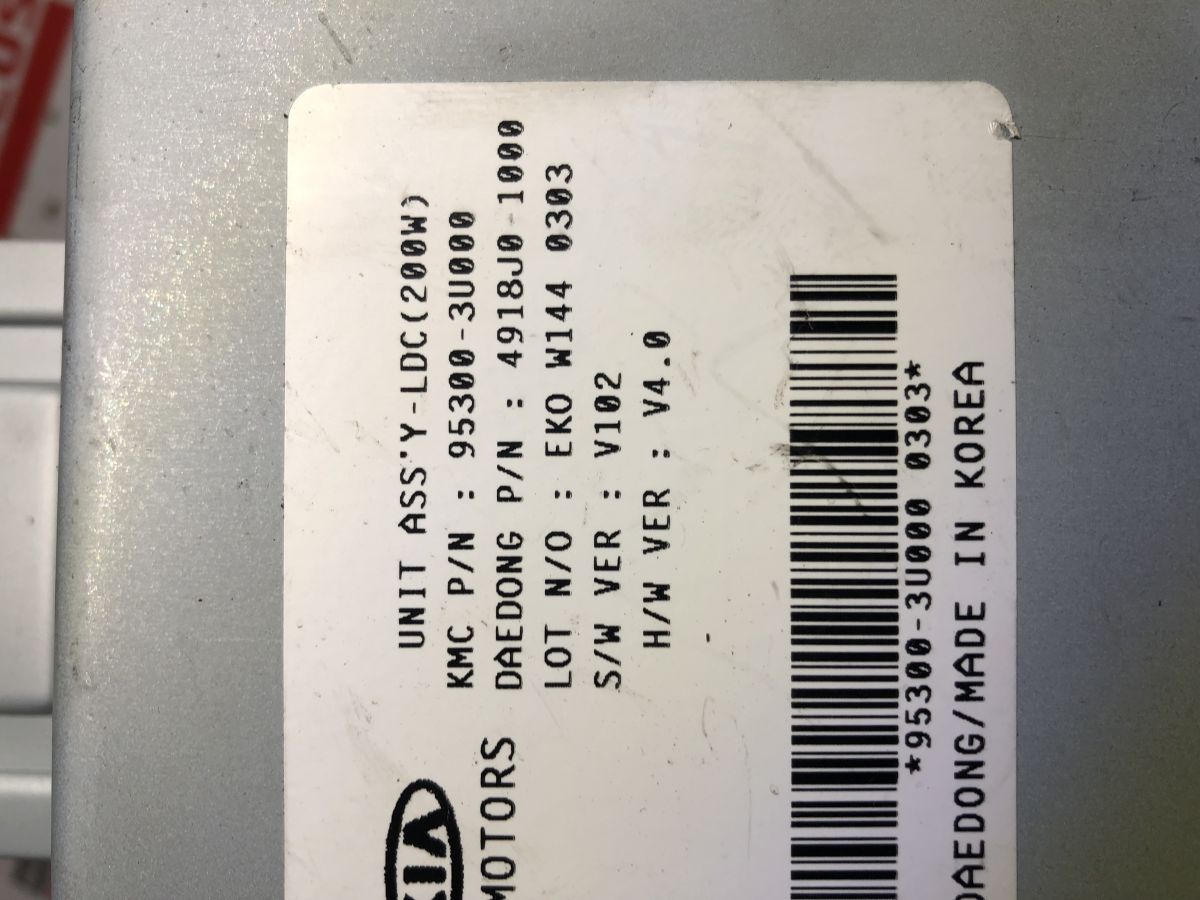 UNIT ASS'Y-LDC(200W)
KMC P/N : 95300-3U000
DAEDONG P/N : 4918J0-1000
LOT N/O : EKO W144 0303
S/W VER : V102
H/W VER : V4.0
KIA
MOTORS
*95300-3U000 0303*
DAEDONG/MADE IN KOREA